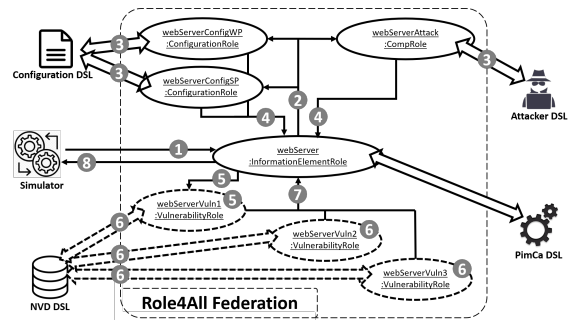 webServerConfigWP
:ConfigurationRole
webServerAttack
:CompRole
3
3
3
Configuration DSL
webServerConfigSP
:ConfigurationRole
2
Attacker DSL
4
4
1
webServer
:InformationElementRole
8
Simulator
5
7
webServerVuln1
:VulnerabilityRole
5
6
webServerVuln2
:VulnerabilityRole
6
6
PimCa DSL
6
webServerVuln3
:VulnerabilityRole
6
NVD DSL
Role4All Federation